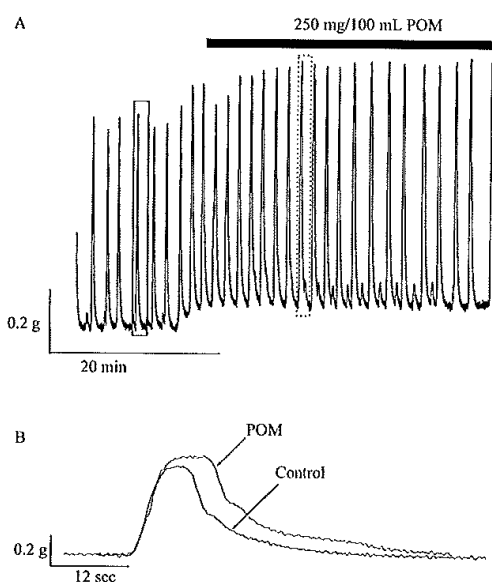 A
250 mg/100 mL POM
0.2 g
20 min
B
POM
Control
0.2 g
12 sec